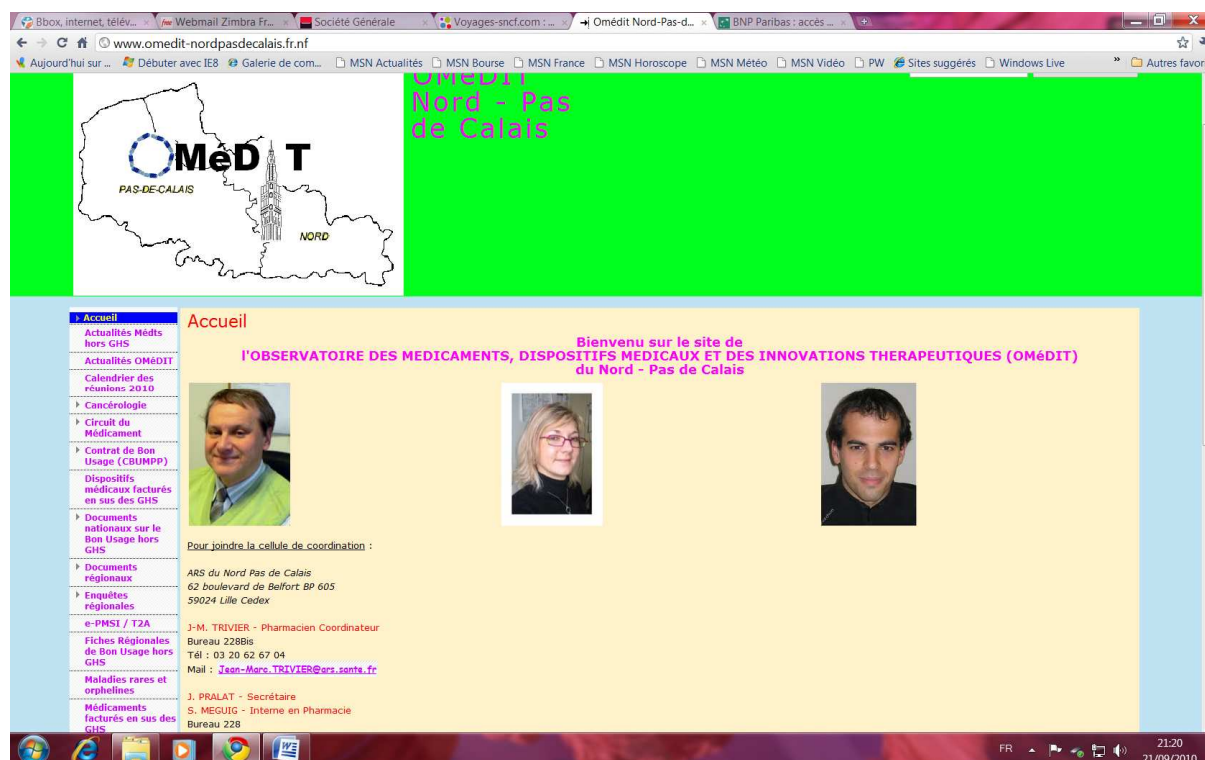 Bbox, internet, télév...
Webmail Zimbra Fr...
Société Générale
Voyages-sncf.com : ...
Omédit Nord-Pas-d...
BNP Paribas : accès ...
www.omedit-nordpasdecalais.fr.nf
Aujourd'hui sur ...
Débuter avec IE8
Galerie de com...
MSN Actualités
MSN Bourse
MSN France
MSN Horoscope
MSN Météo
MSN Vidéo
PW
Sites suggérés
Windows Live
»
Autres favor
OMéDIT
Nord - Pas
de Calais
OMeDIT
PAS-DE-CALAIS
NORD
Accueil
Actualités Médts
hors GHS
Actualités OMéDIT
Calendrier des
réunions 2010
Cancérologie
Circuit du
Médicament
Contrat de Bon
Usage (CBUMPP)
Dispositifs
médicaux facturés
en sus des GHS
Documents
nationaux sur le
Bon Usage hors
GHS
Documents
régionaux
Enquêtes
régionales
e-PMSI / T2A
Fiches Régionales
de Bon Usage hors
GHS
Maladies rares et
orphelines
Médicaments
facturés en sus des
GHS
Accueil
Bienvenu sur le site de
l'OBSERVATOIRE DES MEDICAMENTS, DISPOSITIFS MEDICAUX ET DES INNOVATIONS THERAPEUTIQUES (OMéDIT)
du Nord - Pas de Calais
Pour joindre la cellule de coordination :
ARS du Nord Pas de Calais
62 boulevard de Belfort BP 605
59024 Lille Cedex
J-M. TRIVIER - Pharmacien Coordinateur
Bureau 228Bis
Tél : 03 20 62 67 04
Mail : Jean-Marc.TRIVIER@ars.sante.fr
J. PRALAT - Secrétaire
S. MEGUIG - Interne en Pharmacie
Bureau 228
FR
21:20
21/09/2010